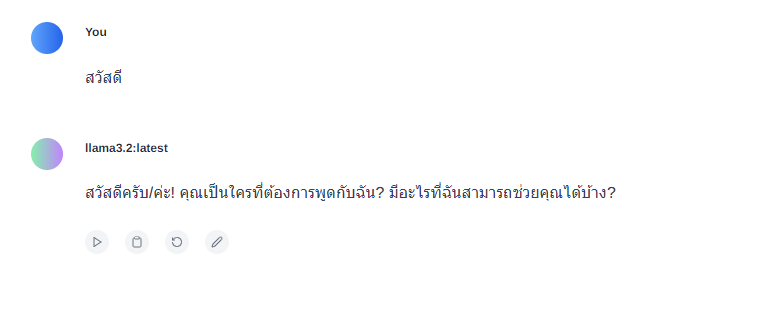 You
สวัสดี
llama3.2:latest
สวัสดีครับ/ค่ะ! คุณเป็นใครที่ต้องการพูดกับฉัน? มีอะไรที่ฉันสามารถช่วยคุณได้บ้าง?